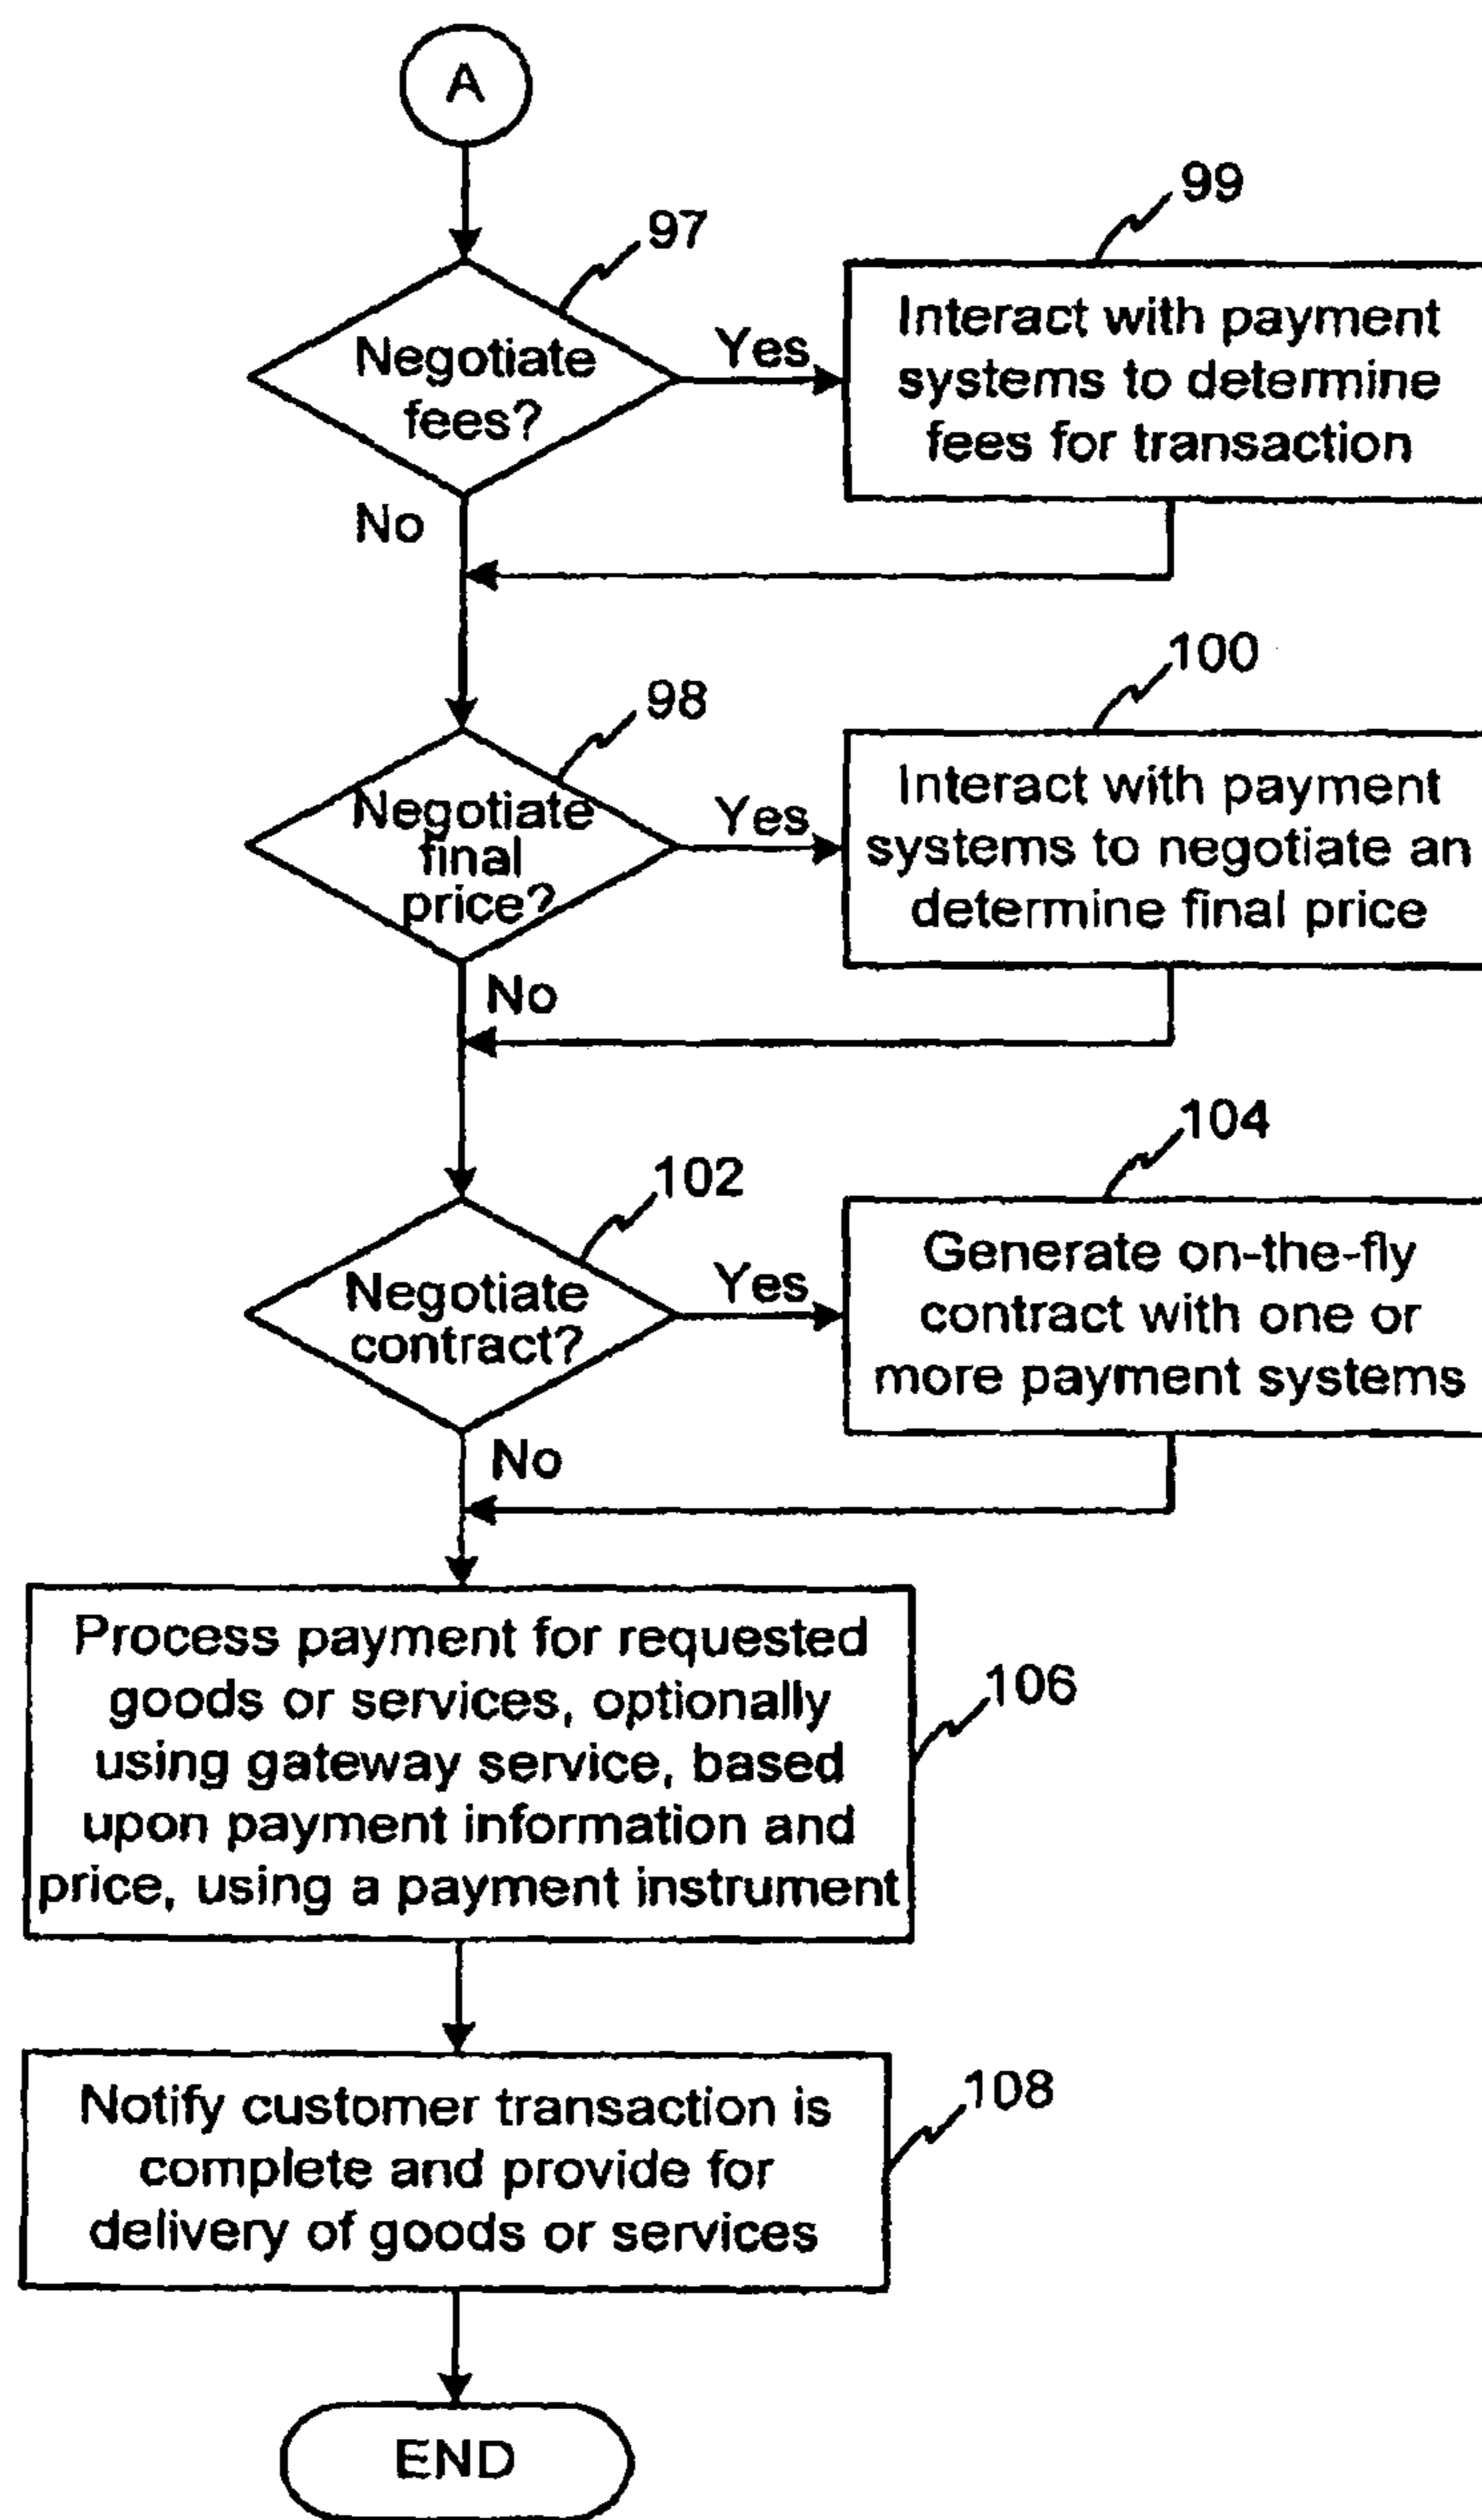 A
97
99
Negotiate
fees?
Yes
Interact with payment
systems to determine
fees for transaction
No
98
100
Negotiate
final
price?
Yes
Interact with payment
systems to negotiate an
determine final price
No
102
104
Negotiate
contract?
Yes
Generate on-the-fly
contract with one or
more payment systems
No
Process payment for requested
goods or services, optionally
using gateway service, based
upon payment information and
price, using a payment instrument
106
Notify customer transaction is
complete and provide for
delivery of goods or services
108
END